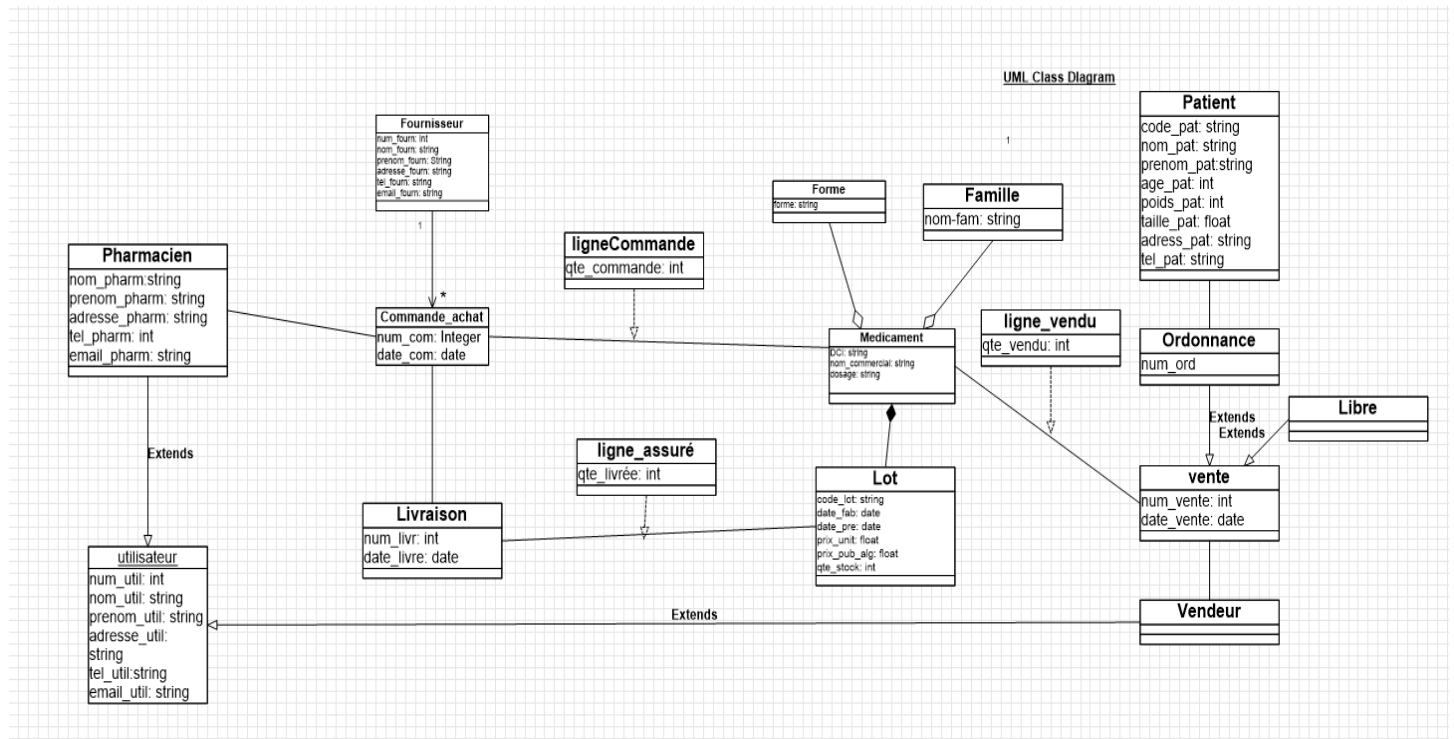 UML Class DIagram
Patient
code_pat: string
nom_pat: string
prenom_pat:string
age_pat: int
poids_pat: int
taille_pat: float
adress_pat: string
tel_pat: string
Fournisseur
num_fourn: int
nom_fourn: string
prenom_fourn: String
adresse_fourn: string
tel_fourn: string
email_fourn: string
1
*
1
Forme
forme: string
Famille
nom-fam: string
ligneCommande
qte_commande: int
Pharmacien
nom_pharm:string
prenom_pharm: string
adresse_pharm: string
tel_pharm: int
email_pharm: string
Commande_achat
num_com: Integer
date_com: date
Medicament
DCI: string
nom_commercial: string
dosage: string
ligne_vendu
qte_vendu: int
Ordonnance
num_ord
Extends
Extends
Libre
Extends
ligne_assuré
qte_livrée: int
Lot
code_lot: string
date_fab: date
date_pre: date
prix_unit: float
prix_pub_alg: float
qte_stock: int
vente
num_vente: int
date_vente: date
Livraison
num_livr: int
date_livre: date
utilisateur
num_util: int
nom_util: string
prenom_util: string
adresse_util:
string
tel_util:string
email_util: string
Extends
Vendeur